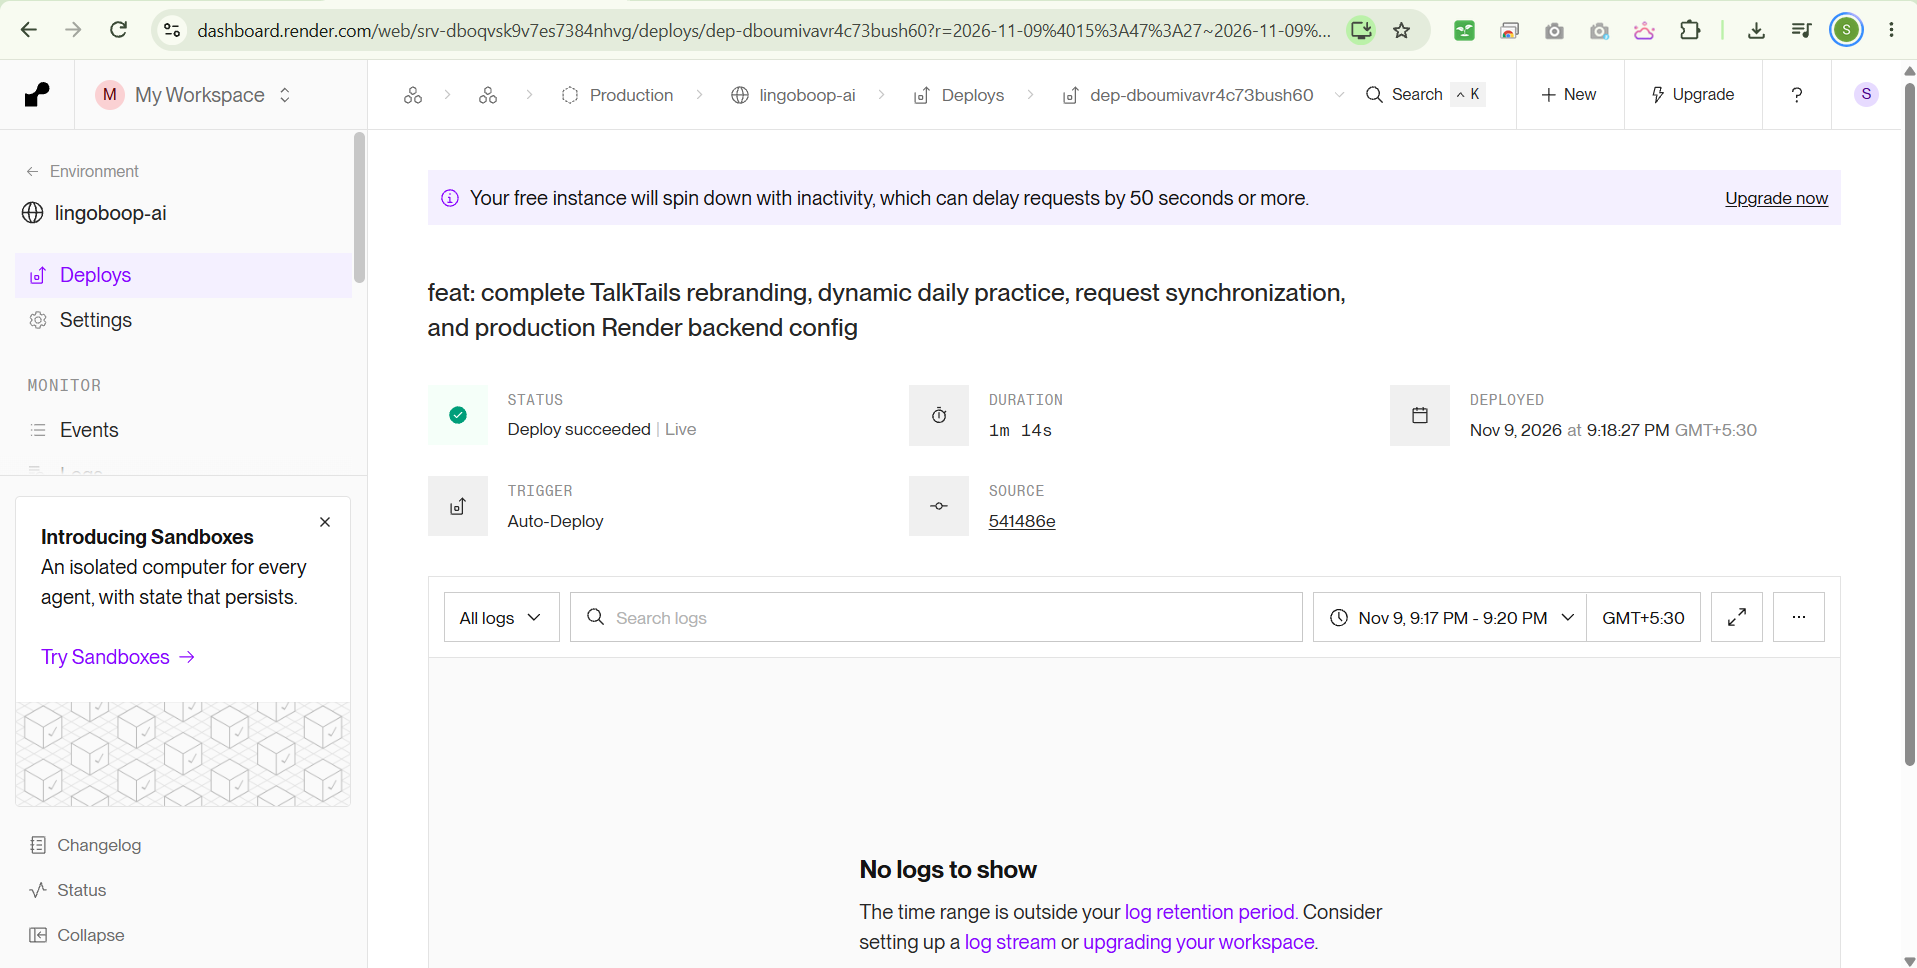 dashboard.render.com/web/srv-dboqvsk9v7es7384nhvg/deploys/dep-dboumivavr4c73bush60?r=2026-11-09%4015%3A47%3A27~2026-11-09%...
S
M My Workspace
Production
lingoboop-ai
Deploys
dep-dboumivavr4c73bush60
Search ^ K
+ New
Upgrade
?
S
← Environment
lingoboop-ai
Deploys
Settings
MONITOR
Events
Logs
Introducing Sandboxes
An isolated computer for every
agent, with state that persists.
Try Sandboxes →
Changelog
Status
Collapse
Your free instance will spin down with inactivity, which can delay requests by 50 seconds or more.
Upgrade now
feat: complete TalkTails rebranding, dynamic daily practice, request synchronization,
and production Render backend config
STATUS
Deploy succeeded | Live
DURATION
1m 14s
DEPLOYED
Nov 9, 2026 at 9:18:27 PM GMT+5:30
TRIGGER
Auto-Deploy
SOURCE
541486e
All logs
Search logs
Nov 9, 9:17 PM - 9:20 PM
GMT+5:30
...
No logs to show
The time range is outside your log retention period. Consider
setting up a log stream or upgrading your workspace.